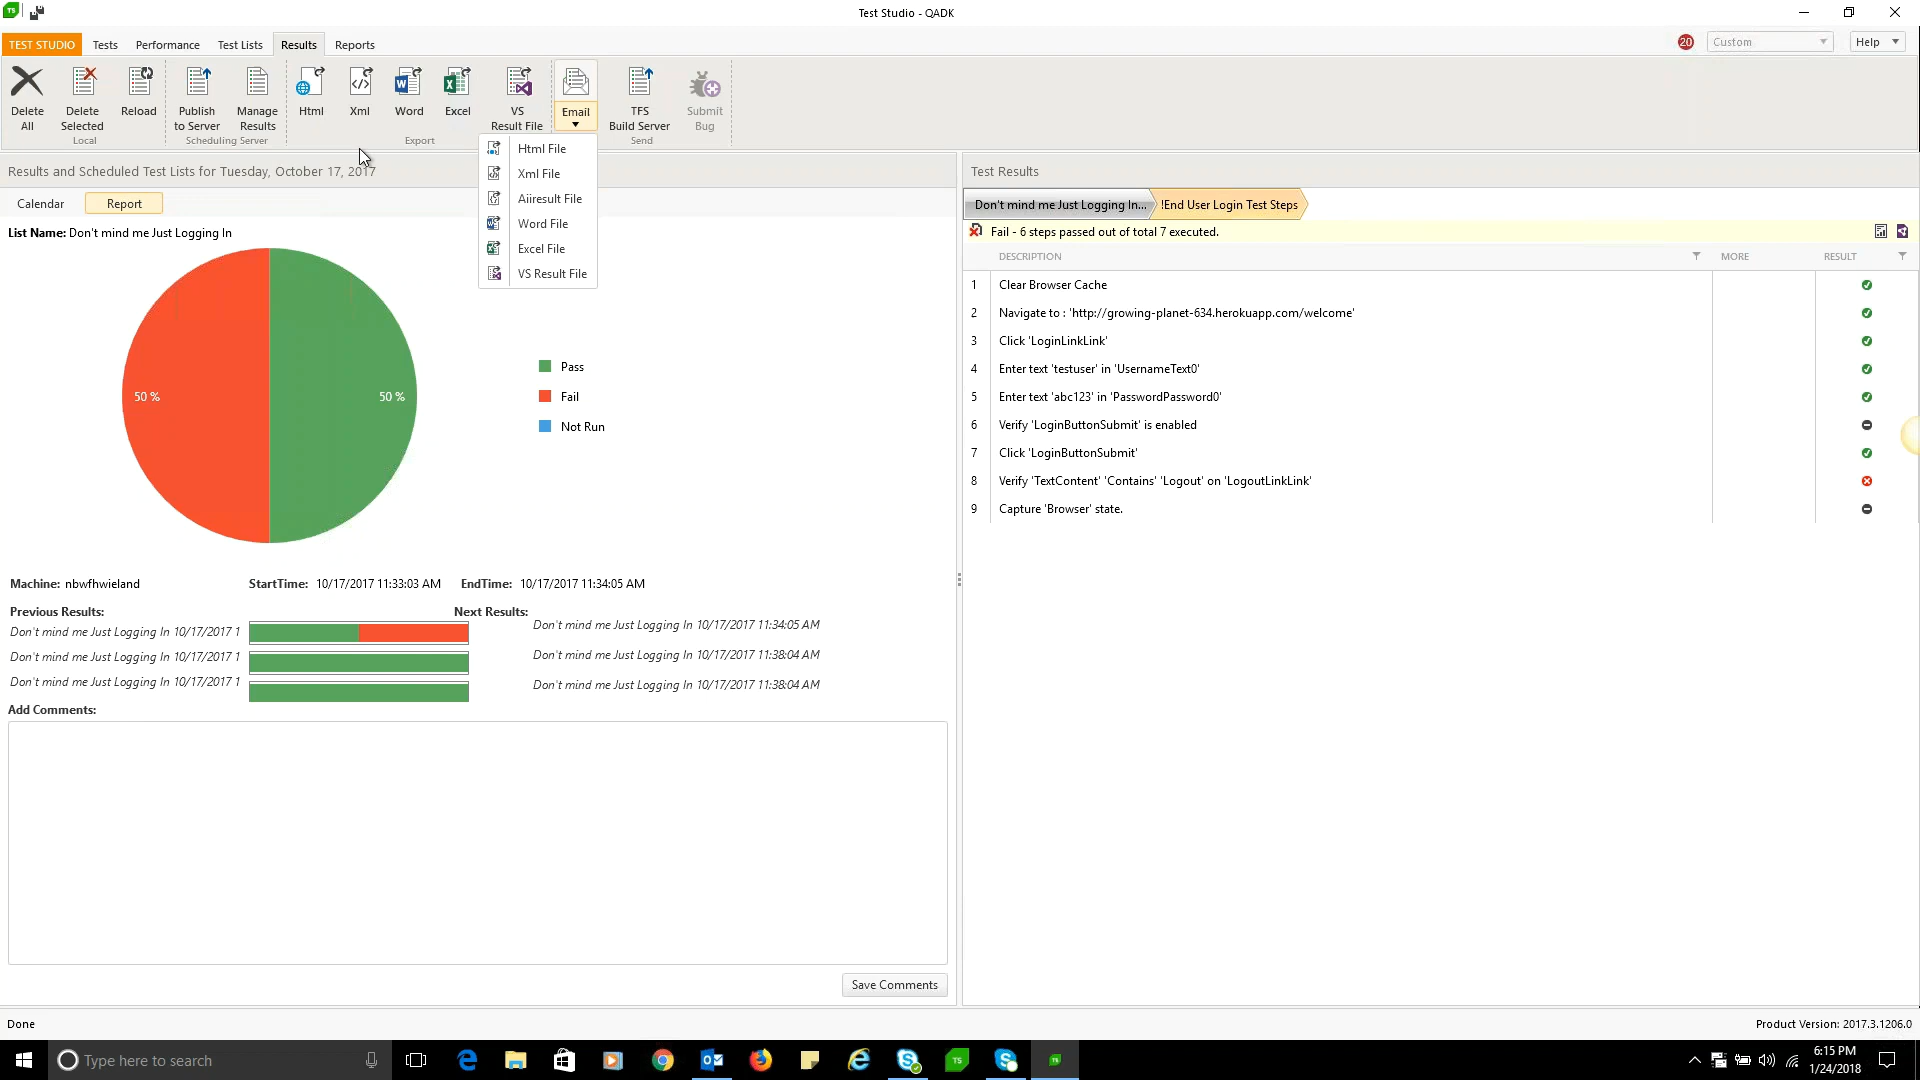 Test Studio - QADK
TEST STUDIO Tests Performance Test Lists Results Reports
20 Custom Help
Delete All
Delete Selected
Reload
Local
Publish to Server
Manage Results
Scheduling Server
Html
Xml
Word
Excel
VS Result File
Export
Email
TFS Build Server
Submit Bug
Send
Html File
Xml File
Aiiresult File
Word File
Excel File
VS Result File
Results and Scheduled Test Lists for Tuesday, October 17, 2017
Calendar Report
List Name: Don't mind me Just Logging In
50 % 50 %
Pass
Fail
Not Run
Machine: nbwfhwieland StartTime: 10/17/2017 11:33:03 AM EndTime: 10/17/2017 11:34:05 AM
Previous Results: Next Results:
Don't mind me Just Logging In 10/17/2017 1 Don't mind me Just Logging In 10/17/2017 11:34:05 AM
Don't mind me Just Logging In 10/17/2017 1 Don't mind me Just Logging In 10/17/2017 11:38:04 AM
Don't mind me Just Logging In 10/17/2017 1 Don't mind me Just Logging In 10/17/2017 11:38:04 AM
Add Comments:
Save Comments
Test Results
Don't mind me Just Logging In... !End User Login Test Steps
Fail - 6 steps passed out of total 7 executed.
DESCRIPTION MORE RESULT
1 Clear Browser Cache
2 Navigate to : 'http://growing-planet-634.herokuapp.com/welcome'
3 Click 'LoginLinkLink'
4 Enter text 'testuser' in 'UsernameText0'
5 Enter text 'abc123' in 'PasswordPassword0'
6 Verify 'LoginButtonSubmit' is enabled
7 Click 'LoginButtonSubmit'
8 Verify 'TextContent' 'Contains' 'Logout' on 'LogoutLinkLink'
9 Capture 'Browser' state.
Done Product Version: 2017.3.1206.0
Type here to search
6:15 PM
1/24/2018